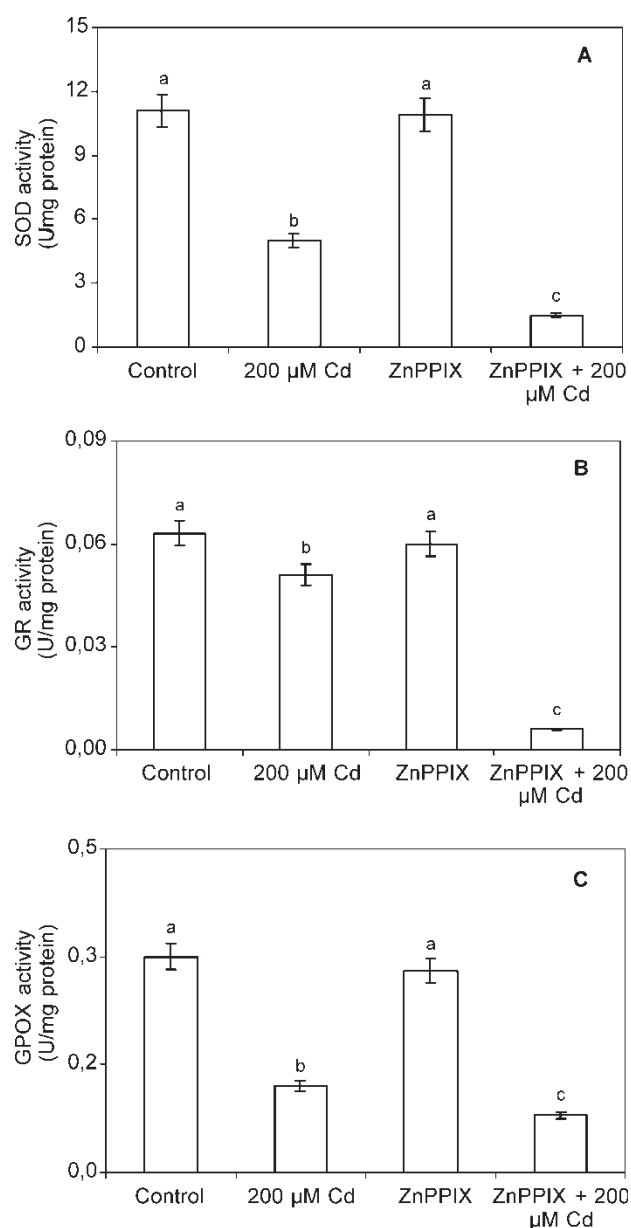 15
A
a
a
12
SOD activity
(Umg protein)
9
6
b
3
c
0
Control
200 µM Cd
ZnPPIX
ZnPPIX + 200
µM Cd
0,09
B
a
a
0,06
b
GR activity
(U/mg protein)
0,03
c
0,00
Control
200 µM Cd
ZnPPIX
ZnPPIX + 200
µM Cd
0,5
C
a
a
0,3
GPOX activity
(U/mg protein)
0,2
b
c
0,0
Control
200 µM Cd
ZnPPIX
ZnPPIX + 200
µM Cd